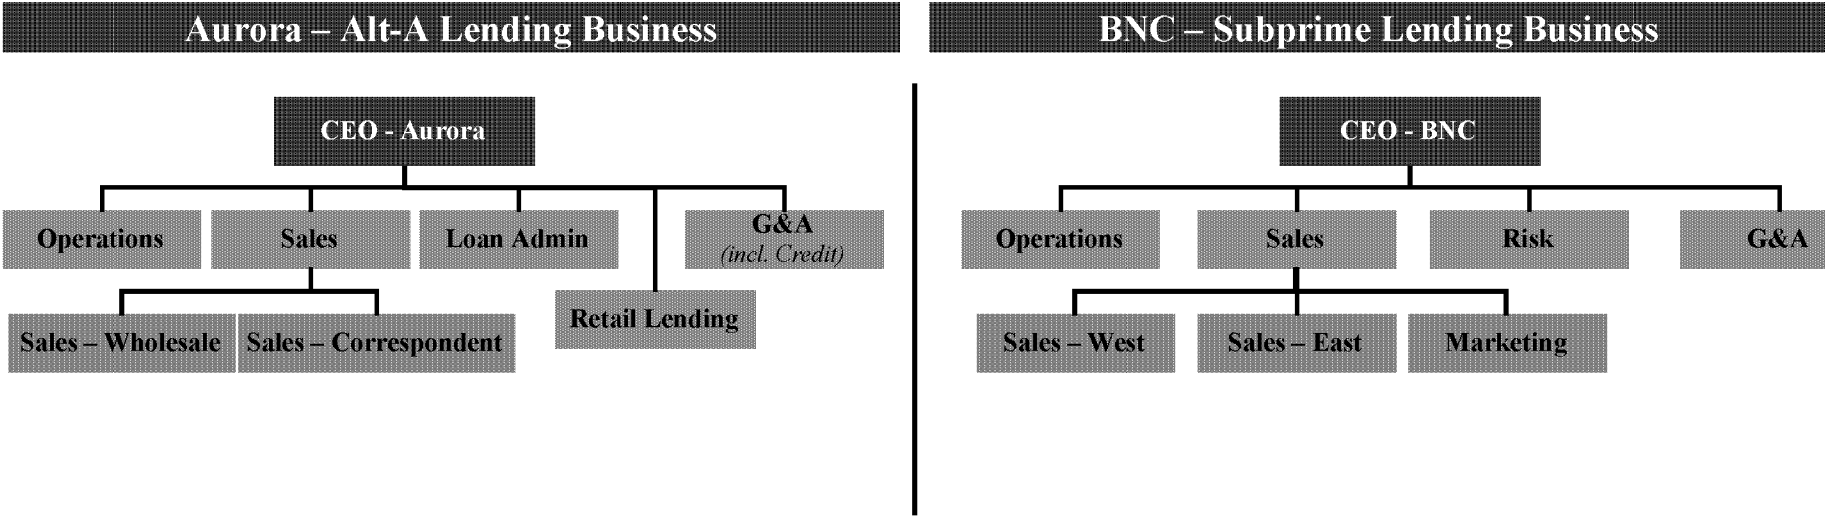 Aurora – Alt-A Lending Business
CEO - Aurora
Operations
Sales
Loan Admin
G&A
(incl. Credit)
Retail Lending
Sales – Wholesale
Sales – Correspondent
BNC – Subprime Lending Business
CEO - BNC
Operations
Sales
Risk
G&A
Sales – West
Sales – East
Marketing